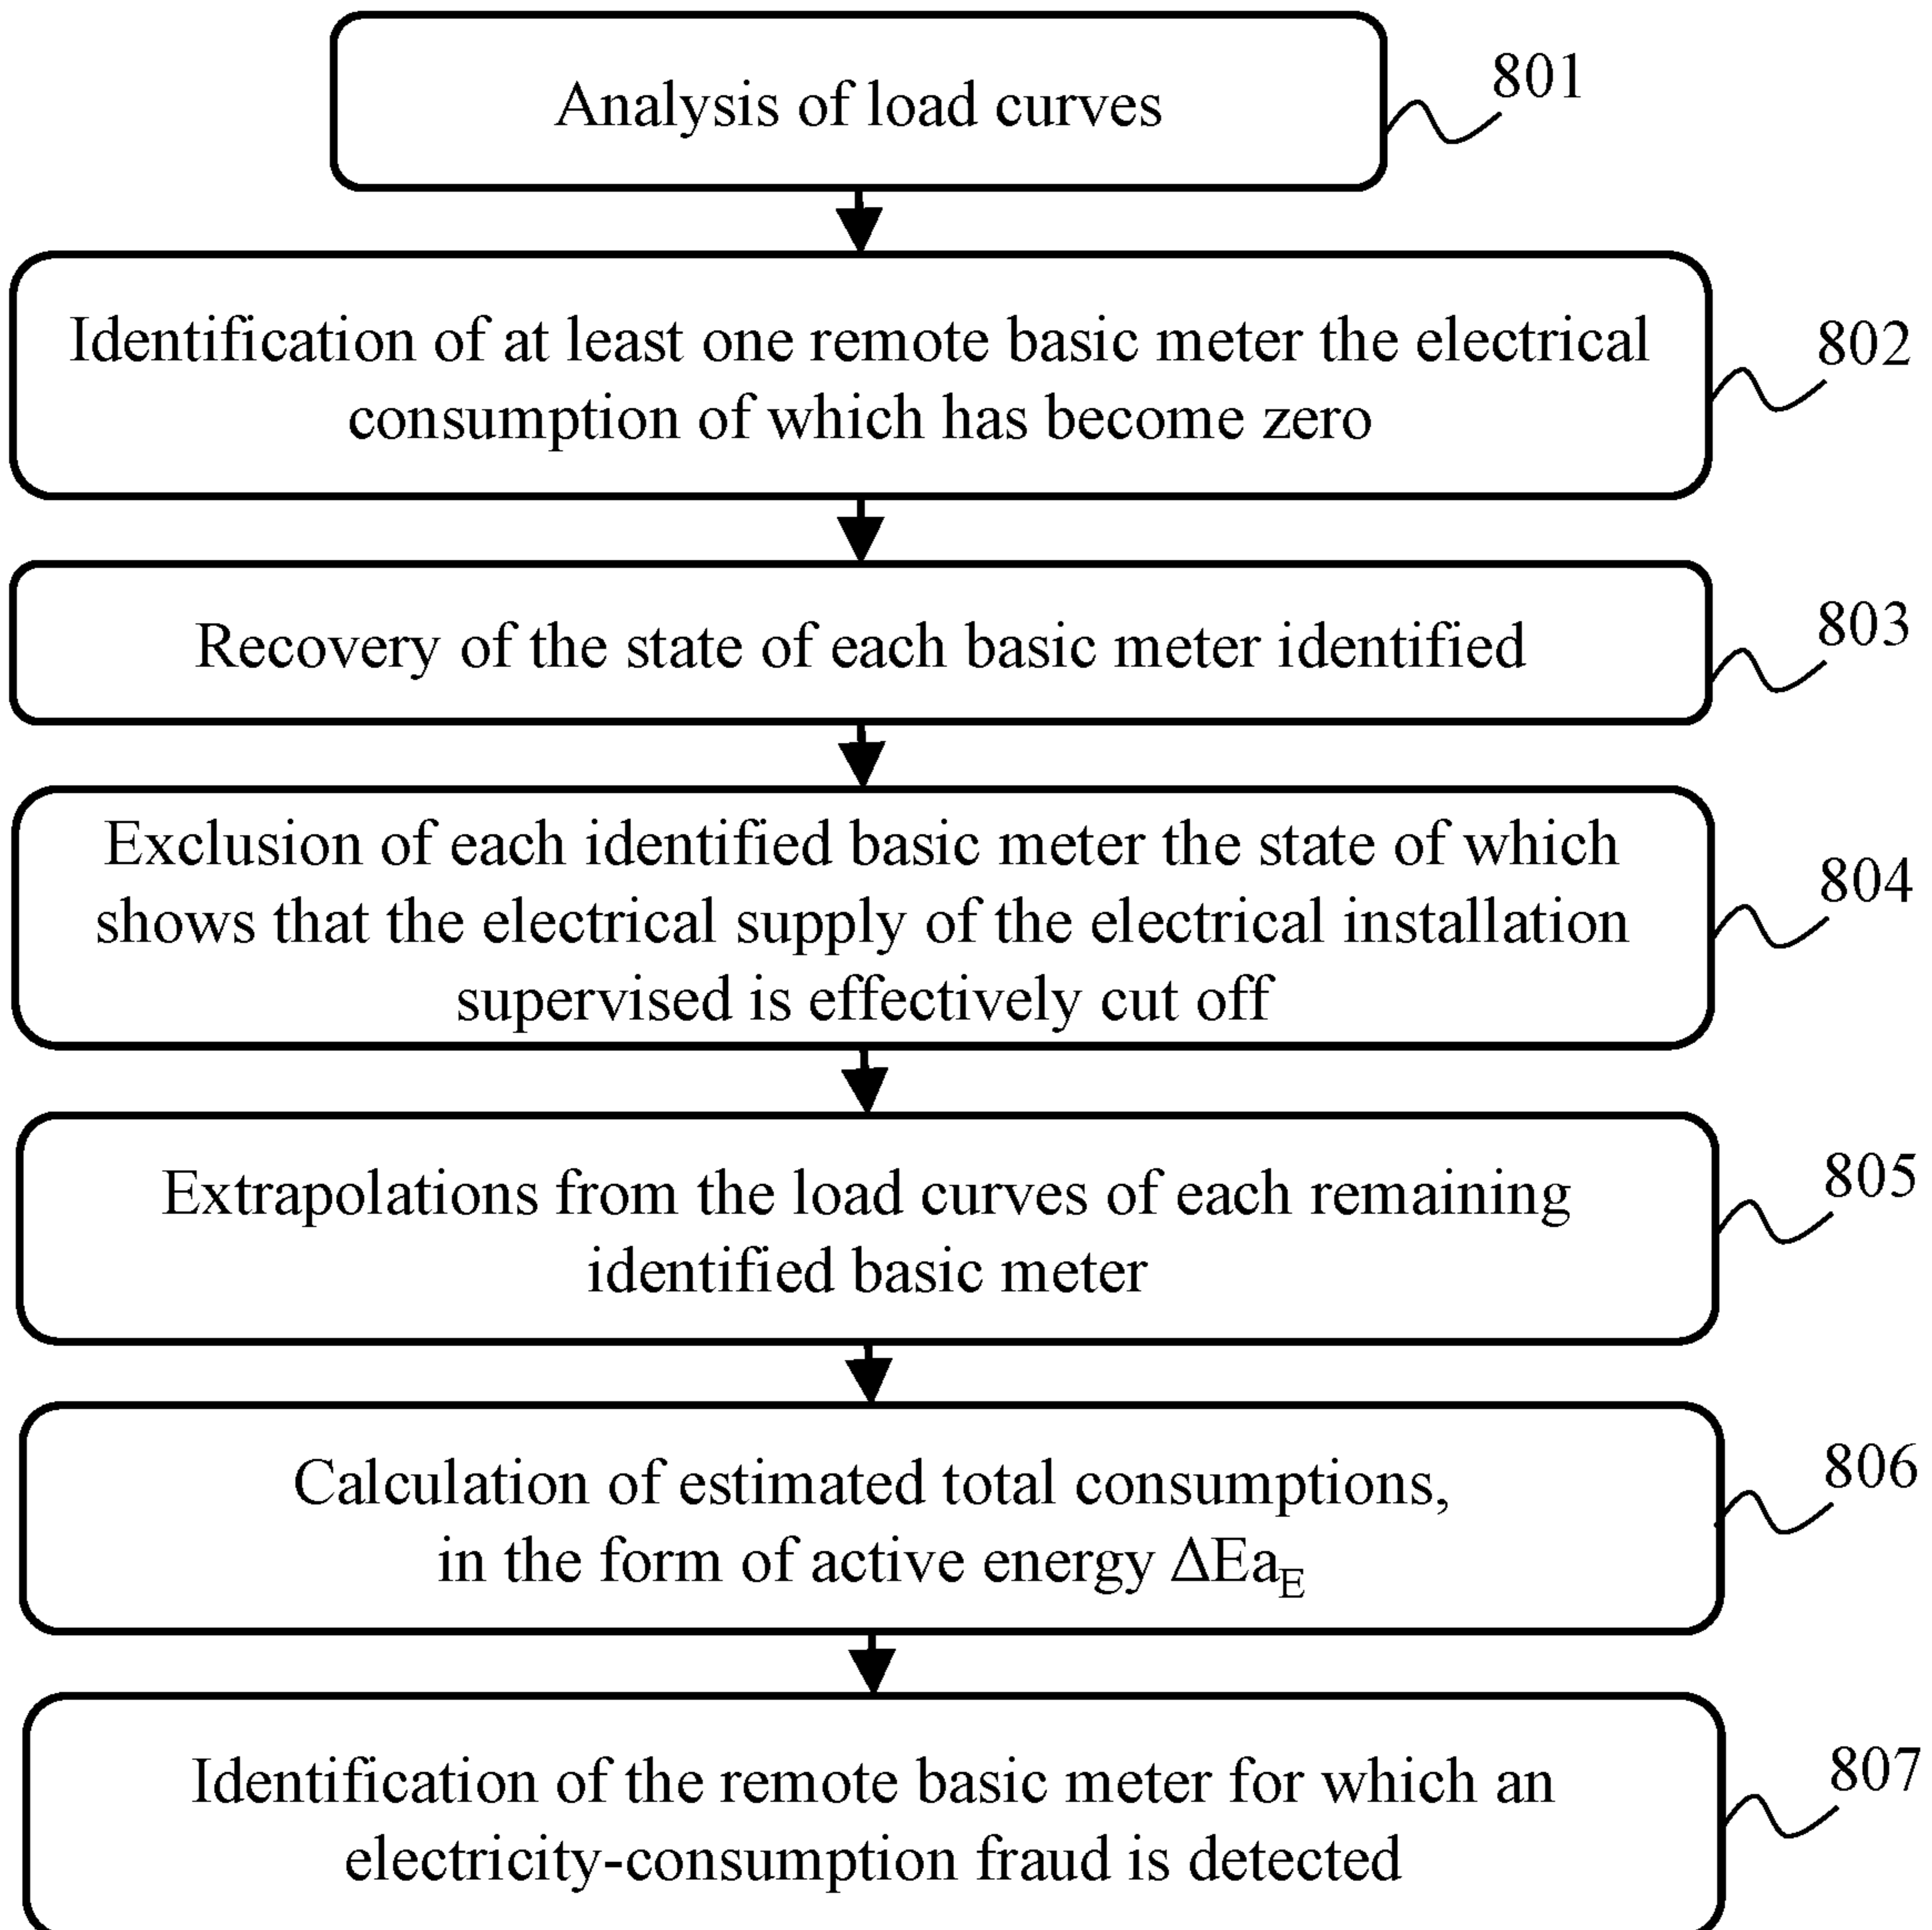 Analysis of load curves
801
Identification of at least one remote basic meter the electrical
consumption of which has become zero
802
Recovery of the state of each basic meter identified
803
Exclusion of each identified basic meter the state of which
shows that the electrical supply of the electrical installation
supervised is effectively cut off
804
Extrapolations from the load curves of each remaining
identified basic meter
805
Calculation of estimated total consumptions,
in the form of active energy ΔEa_E
806
Identification of the remote basic meter for which an
electricity-consumption fraud is detected
807